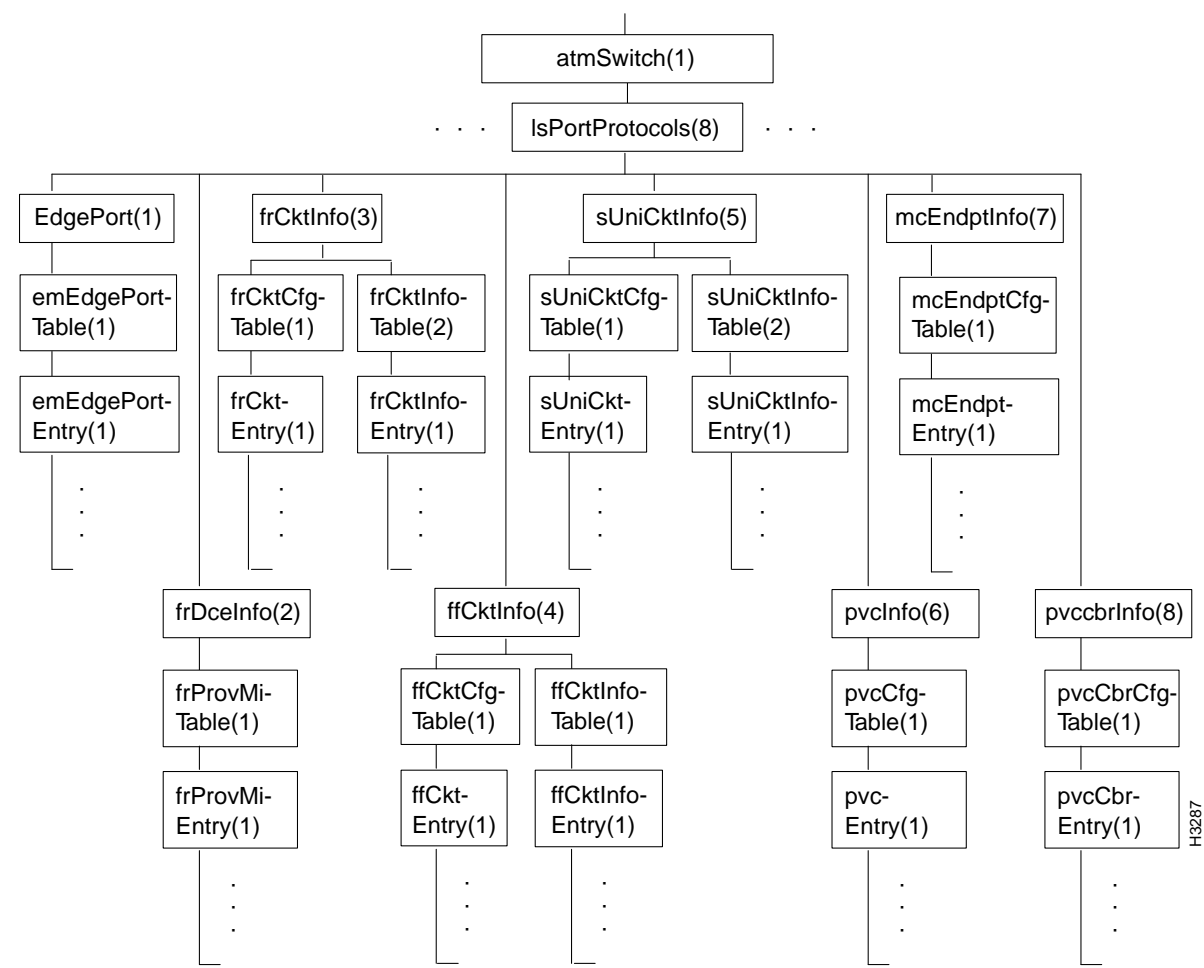 atmSwitch(1)
. . . lsPortProtocols(8) . . .
EdgePort(1)
frCktInfo(3)
sUniCktInfo(5)
mcEndptInfo(7)
emEdgePort-
Table(1)
frCktCfg-
Table(1)
frCktInfo-
Table(2)
sUniCktCfg-
Table(1)
sUniCktInfo-
Table(2)
mcEndptCfg-
Table(1)
emEdgePort-
Entry(1)
frCkt-
Entry(1)
frCktInfo-
Entry(1)
sUniCkt-
Entry(1)
sUniCktInfo-
Entry(1)
mcEndpt-
Entry(1)
frDceInfo(2)
ffCktInfo(4)
pvcInfo(6)
pvccbrInfo(8)
frProvMi-
Table(1)
ffCktCfg-
Table(1)
ffCktInfo-
Table(1)
pvcCfg-
Table(1)
pvcCbrCfg-
Table(1)
frProvMi-
Entry(1)
ffCkt-
Entry(1)
ffCktInfo-
Entry(1)
pvc-
Entry(1)
pvcCbr-
Entry(1)
H3287